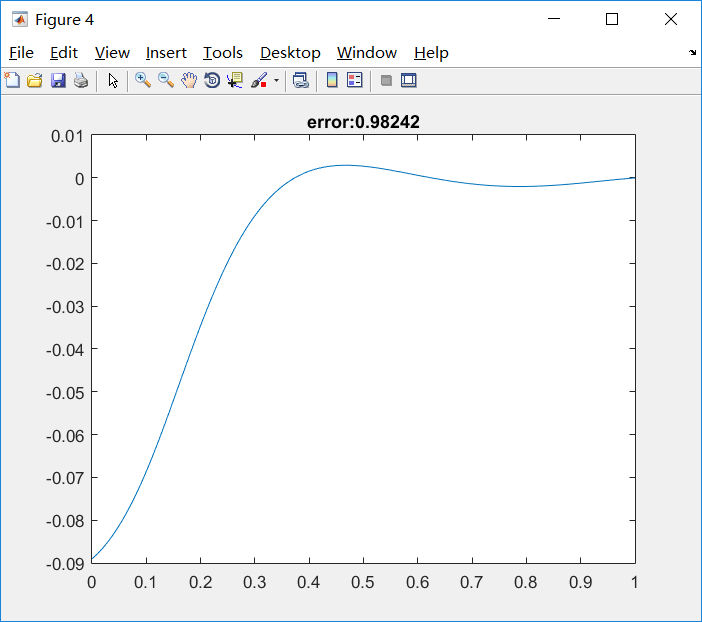 Figure 4
File Edit View Insert Tools Desktop Window Help
error:0.98242
0.01
0
-0.01
-0.02
-0.03
-0.04
-0.05
-0.06
-0.07
-0.08
-0.09
0 0.1 0.2 0.3 0.4 0.5 0.6 0.7 0.8 0.9 1